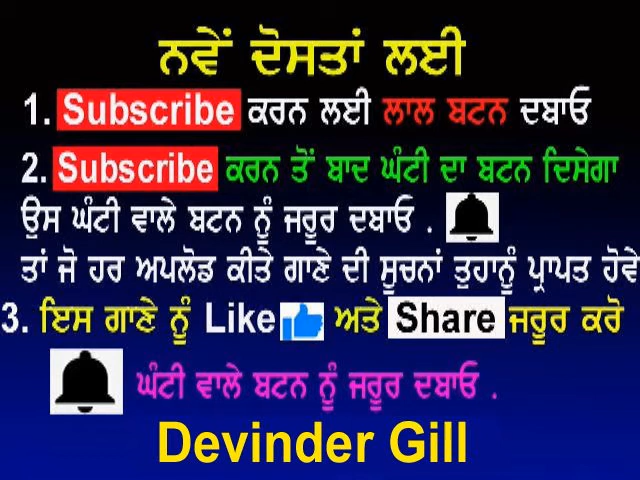 ਨਵੇਂ ਦੋਸਤਾਂ ਲਈ
1. Subscribe ਕਰਨ ਲਈ ਲਾਲ ਬਟਨ ਦਬਾਓ
2. Subscribe ਕਰਨ ਤੋਂ ਬਾਦ ਘੰਟੀ ਦਾ ਬਟਨ ਦਿਸੇਗਾ
ਉਸ ਘੰਟੀ ਵਾਲੇ ਬਟਨ ਨੂੰ ਜਰੂਰ ਦਬਾਓ .
ਤਾਂ ਜੋ ਹਰ ਅਪਲੋਡ ਕੀਤੇ ਗਾਣੇ ਦੀ ਸੂਚਨਾਂ ਤੁਹਾਨੂੰ ਪ੍ਰਾਪਤ ਹੋਵੇ
3. ਇਸ ਗਾਣੇ ਨੂੰ Like ਅਤੇ Share ਜਰੂਰ ਕਰੋ
ਘੰਟੀ ਵਾਲੇ ਬਟਨ ਨੂੰ ਜਰੂਰ ਦਬਾਓ .
Devinder Gill